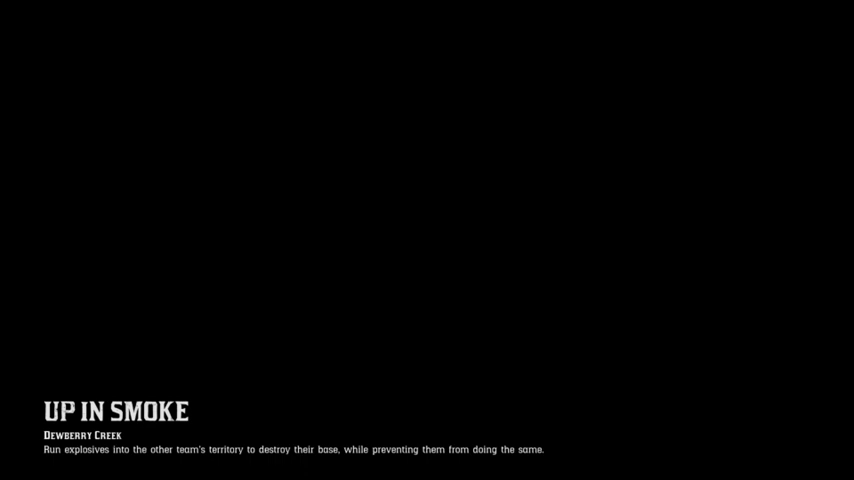 UP IN SMOKE
DEWBERRY CREEK
Run explosives into the other team's territory to destroy their base, while preventing them from doing the same.